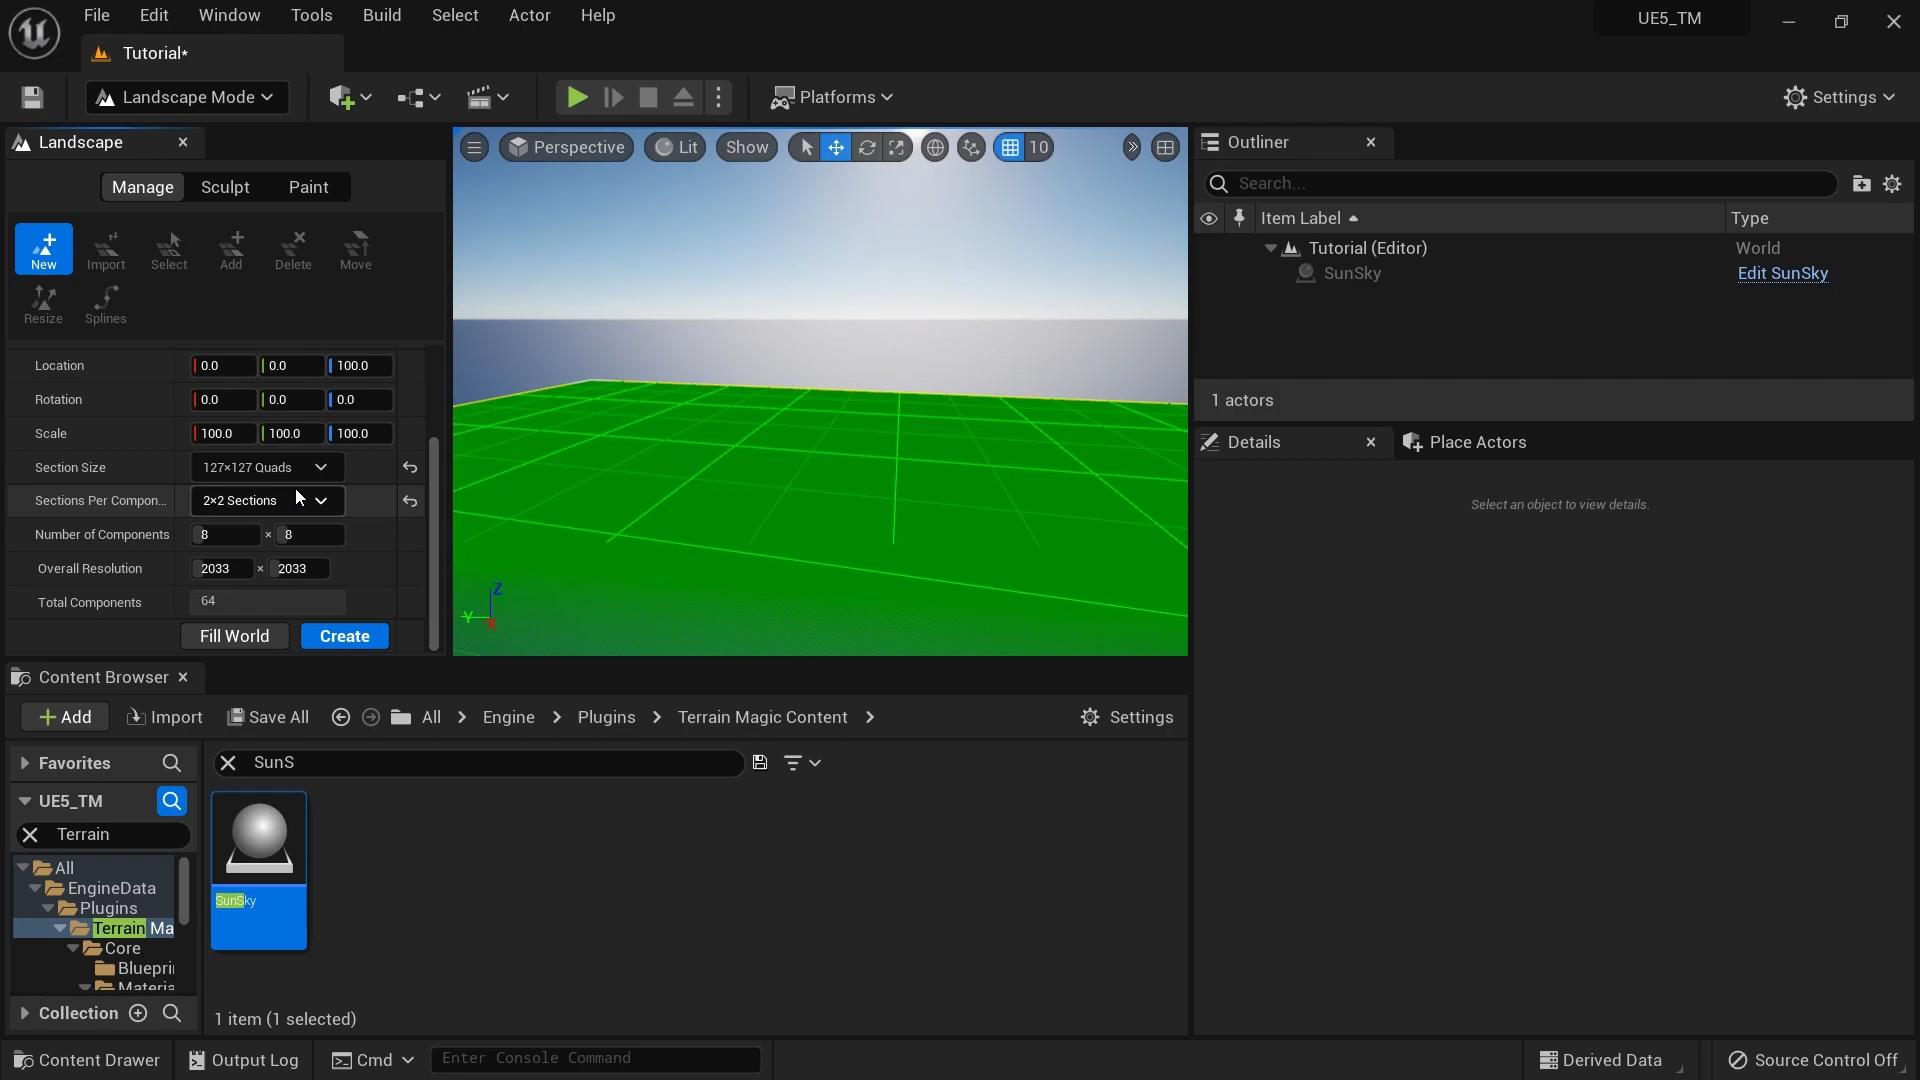 File Edit Window Tools Build Select Actor Help
UE5_TM
Tutorial*
Landscape Mode
Platforms
Settings
Landscape
Manage Sculpt Paint
New Import Select Add Delete Move
Resize Splines
Location 0.0 0.0 100.0
Rotation 0.0 0.0 0.0
Scale 100.0 100.0 100.0
Section Size 127×127 Quads
Sections Per Compon... 2×2 Sections
Number of Components 8 × 8
Overall Resolution 2033 × 2033
Total Components 64
Fill World Create
Perspective Lit Show 10
Z
Y
X
Outliner
Search...
Item Label Type
Tutorial (Editor) World
SunSky Edit SunSky
1 actors
Details Place Actors
Select an object to view details.
Content Browser
Add Import Save All All Engine Plugins Terrain Magic Content Settings
Favorites
UE5_TM
Terrain
All
EngineData
Plugins
Terrain Ma
Core
Bluepri
Materia
Collection
SunS
SunSky
1 item (1 selected)
Content Drawer Output Log Cmd Enter Console Command Derived Data Source Control Off